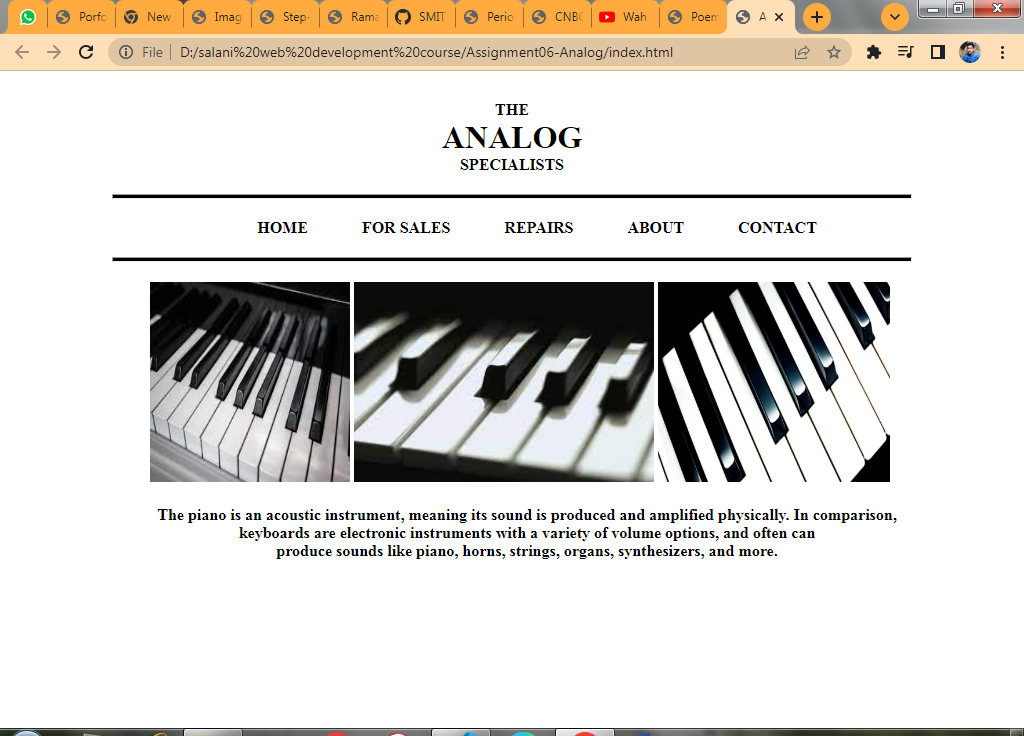 Porfo
New
Imag
Step-
Rama
SMIT
Perio
CNBC
Wah
Poem
A
File
D:/salani%20web%20development%20course/Assignment06-Analog/index.html
THE
ANALOG
SPECIALISTS
HOME FOR SALES REPAIRS ABOUT CONTACT
The piano is an acoustic instrument, meaning its sound is produced and amplified physically. In comparison,
keyboards are electronic instruments with a variety of volume options, and often can
produce sounds like piano, horns, strings, organs, synthesizers, and more.